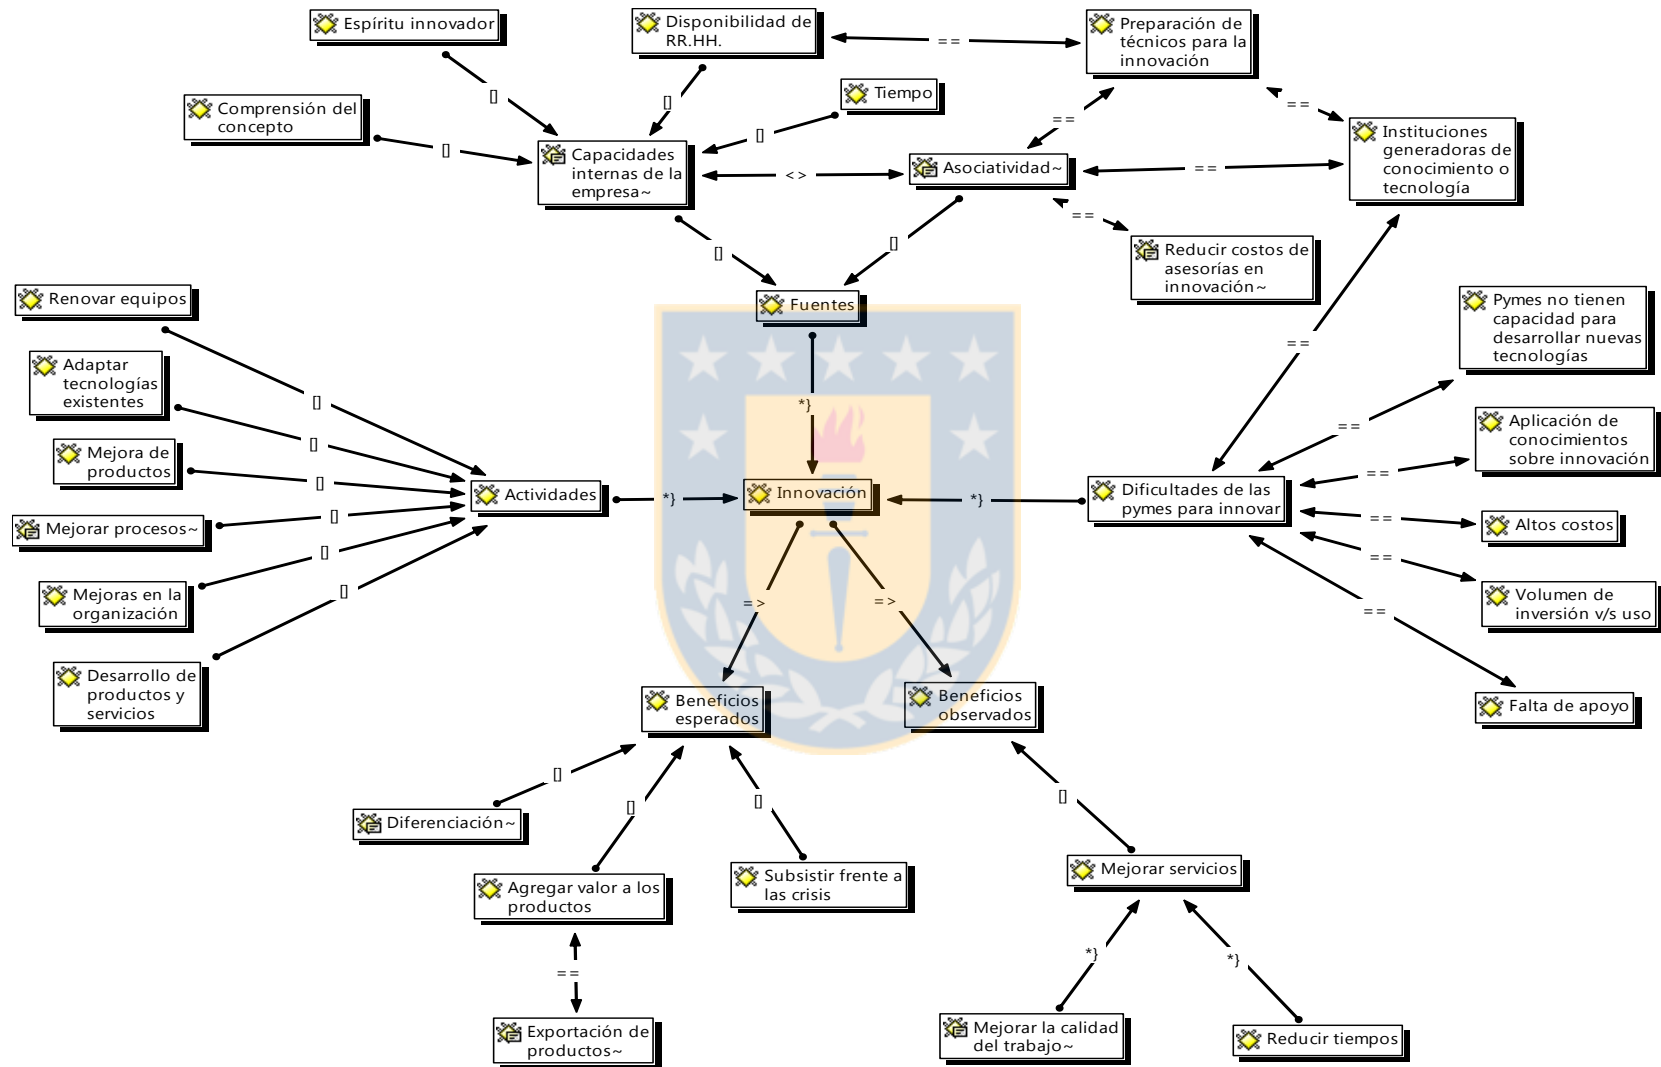 Espíritu innovador
Disponibilidad de
RR.HH.
Preparación de
técnicos para la
innovación
==
Tiempo
[]
[]
==
Comprensión del
concepto
[]
==
Instituciones
generadoras de
conocimiento o
tecnología
[]
Capacidades
internas de la
empresa~
[]
<>
Asociatividad~
==
==
[]
[]
Reducir costos de
asesorías en
innovación~
Renovar equipos
Fuentes
Pymes no tienen
capacidad para
desarrollar nuevas
tecnologías
==
Adaptar
tecnologías
existentes
[]
*}
==
Aplicación de
conocimientos
sobre innovación
[]
Mejora de
productos
[]
==
Actividades
*}
Innovación
*}
Dificultades de las
pymes para innovar
Mejorar procesos~
[]
==
Altos costos
[]
==
Mejoras en la
organización
[]
=>
=>
==
Volumen de
inversión v/s uso
Desarrollo de
productos y
servicios
Beneficios
esperados
Beneficios
observados
Falta de apoyo
[]
[]
[]
[]
Diferenciación~
Agregar valor a los
productos
Subsistir frente a
las crisis
Mejorar servicios
==
*}
*}
Exportación de
productos~
Mejorar la calidad
del trabajo~
Reducir tiempos